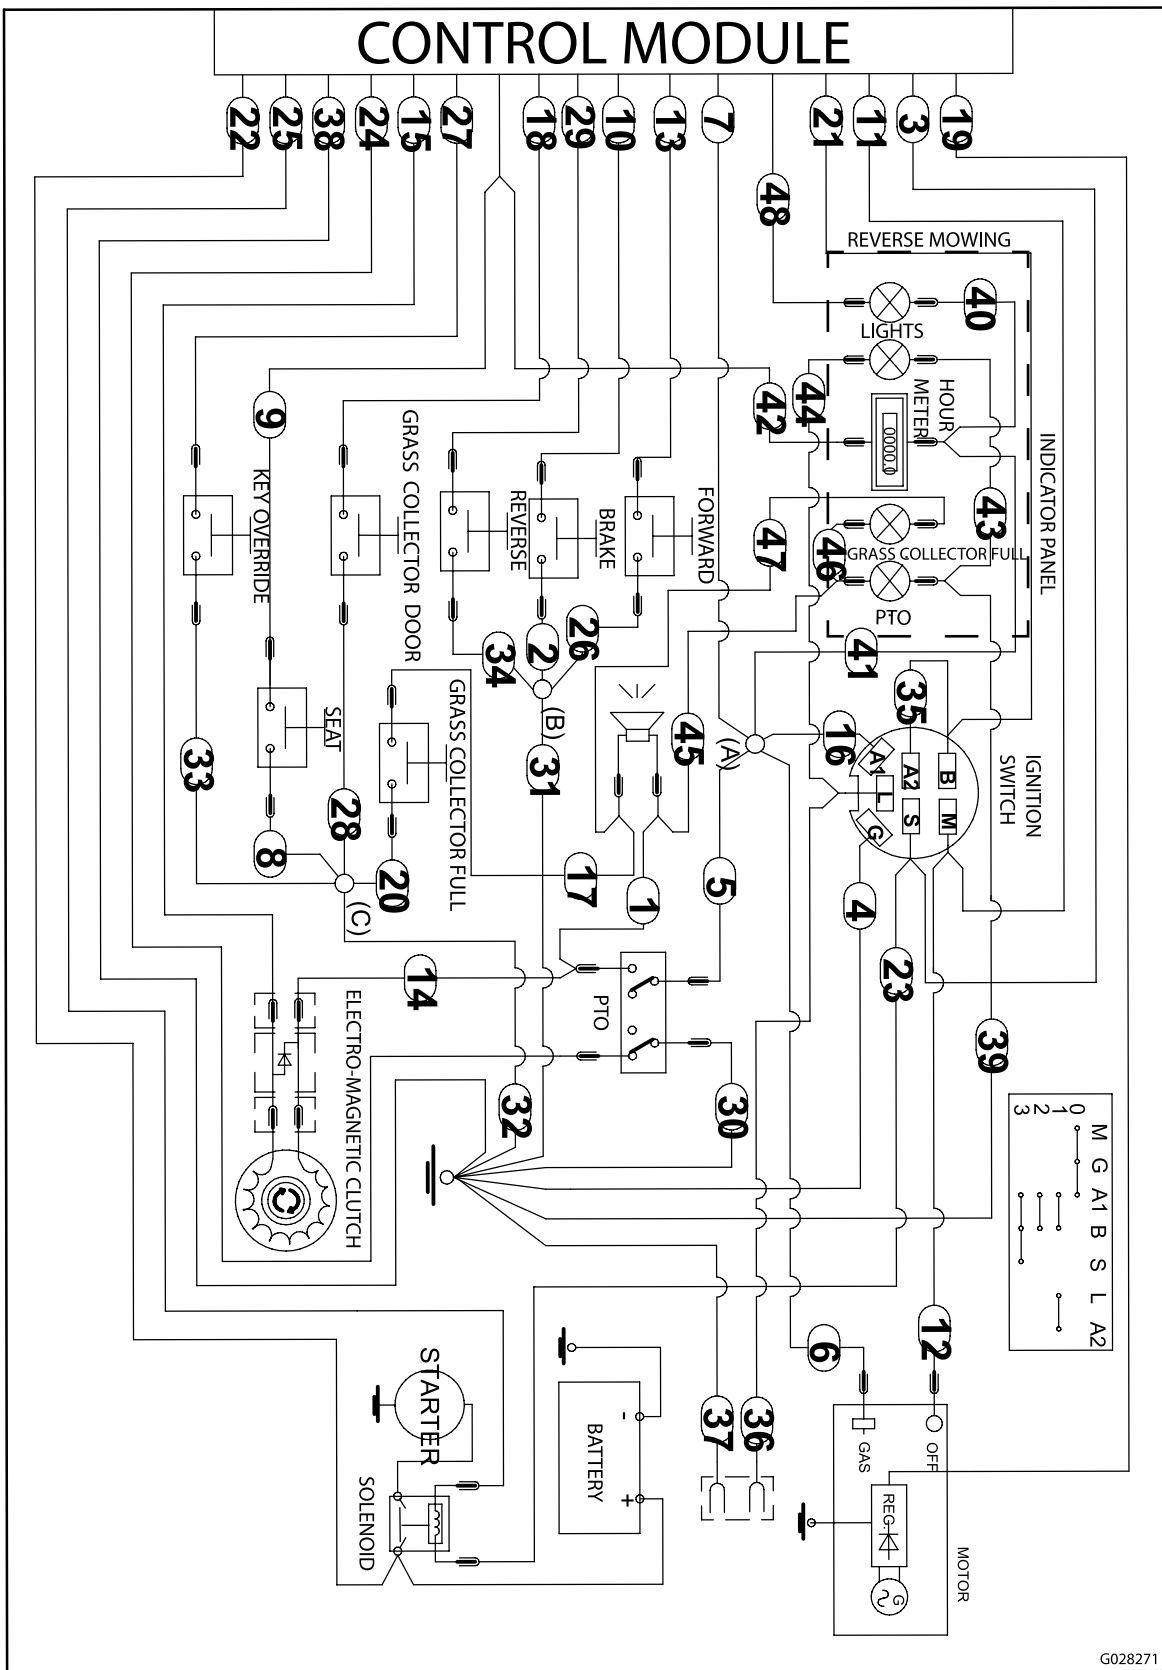 CONTROL MODULE
22
25
38
24
15
27
18
29
10
13
7
21
11
3
19
48
REVERSE MOWING
40
LIGHTS
44
HOUR
METER
0000.0
42
9
43
INDICATOR PANEL
47
46
GRASS COLLECTOR FULL
PTO
KEY OVERRIDE
GRASS COLLECTOR DOOR
REVERSE
BRAKE
FORWARD
34
2
26
41
35
(B)
45
(A)
16
SEAT
GRASS COLLECTOR FULL
33
28
31
A1
A2
B
L
S
M
G
IGNITION
SWITCH
8
20
(C)
17
1
5
4
23
14
PTO
39
32
30
ELECTRO-MAGNETIC CLUTCH
M G A1 B S L A2
0
1
2
3
12
6
STARTER
SOLENOID
BATTERY
-
+
37
36
GAS
OFF
REG.
G
MOTOR
G028271